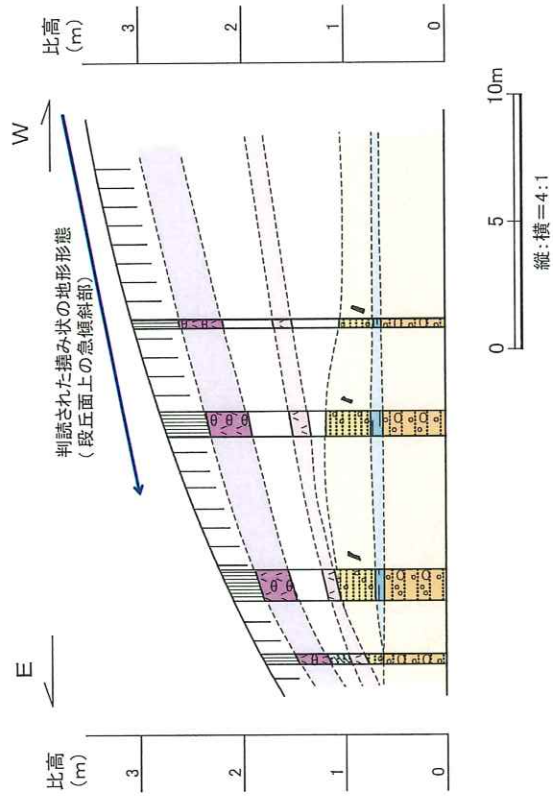 E
W
判読された撓み状の地形形態
（段丘面上の急傾斜部）
比高
(m)
3
2
1
0
比高
(m)
3
2
1
0
0
5
10m
縦:横=4:1